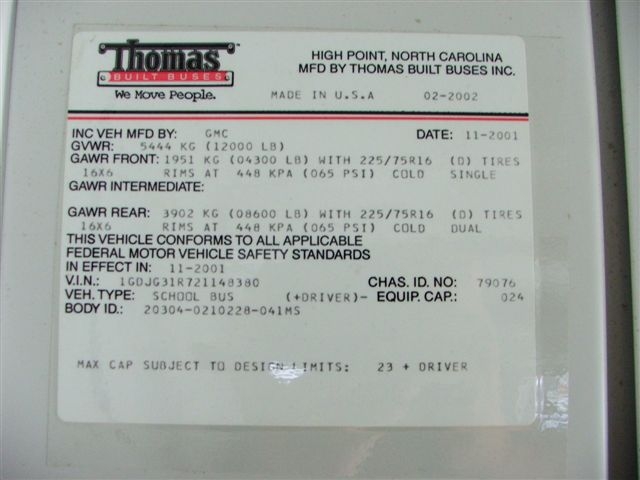 Thomas
BUILT BUSES
We Move People.
HIGH POINT, NORTH CAROLINA
MFD BY THOMAS BUILT BUSES INC.
MADE IN U.S.A 02-2002
INC VEH MFD BY: GMC DATE: 11-2001
GVWR: 5444 KG (12000 LB)
GAWR FRONT: 1951 KG (04300 LB) WITH 225/75R16 (D) TIRES
16X6 RIMS AT 448 KPA (065 PSI) COLD SINGLE
GAWR INTERMEDIATE:
GAWR REAR: 3902 KG (08600 LB) WITH 225/75R16 (D) TIRES
16X6 RIMS AT 448 KPA (065 PSI) COLD DUAL
THIS VEHICLE CONFORMS TO ALL APPLICABLE
FEDERAL MOTOR VEHICLE SAFETY STANDARDS
IN EFFECT IN: 11-2001
V.I.N.: 1GDJG31R721148380 CHAS. ID. NO: 79076
VEH. TYPE: SCHOOL BUS (+DRIVER)- EQUIP. CAP.: 024
BODY ID.: 20304-0210228-041MS
MAX CAP SUBJECT TO DESIGN LIMITS: 23 + DRIVER